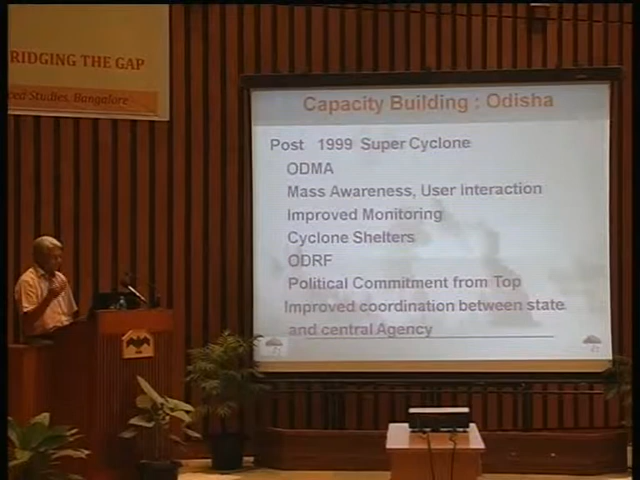 RIDGING THE GAP
ced Studies, Bangalore
Capacity Building : Odisha
Post 1999 Super Cyclone
ODMA
Mass Awareness, User Interaction
Improved Monitoring
Cyclone Shelters
ODRF
Political Commitment from Top
Improved coordination between state
and central Agency